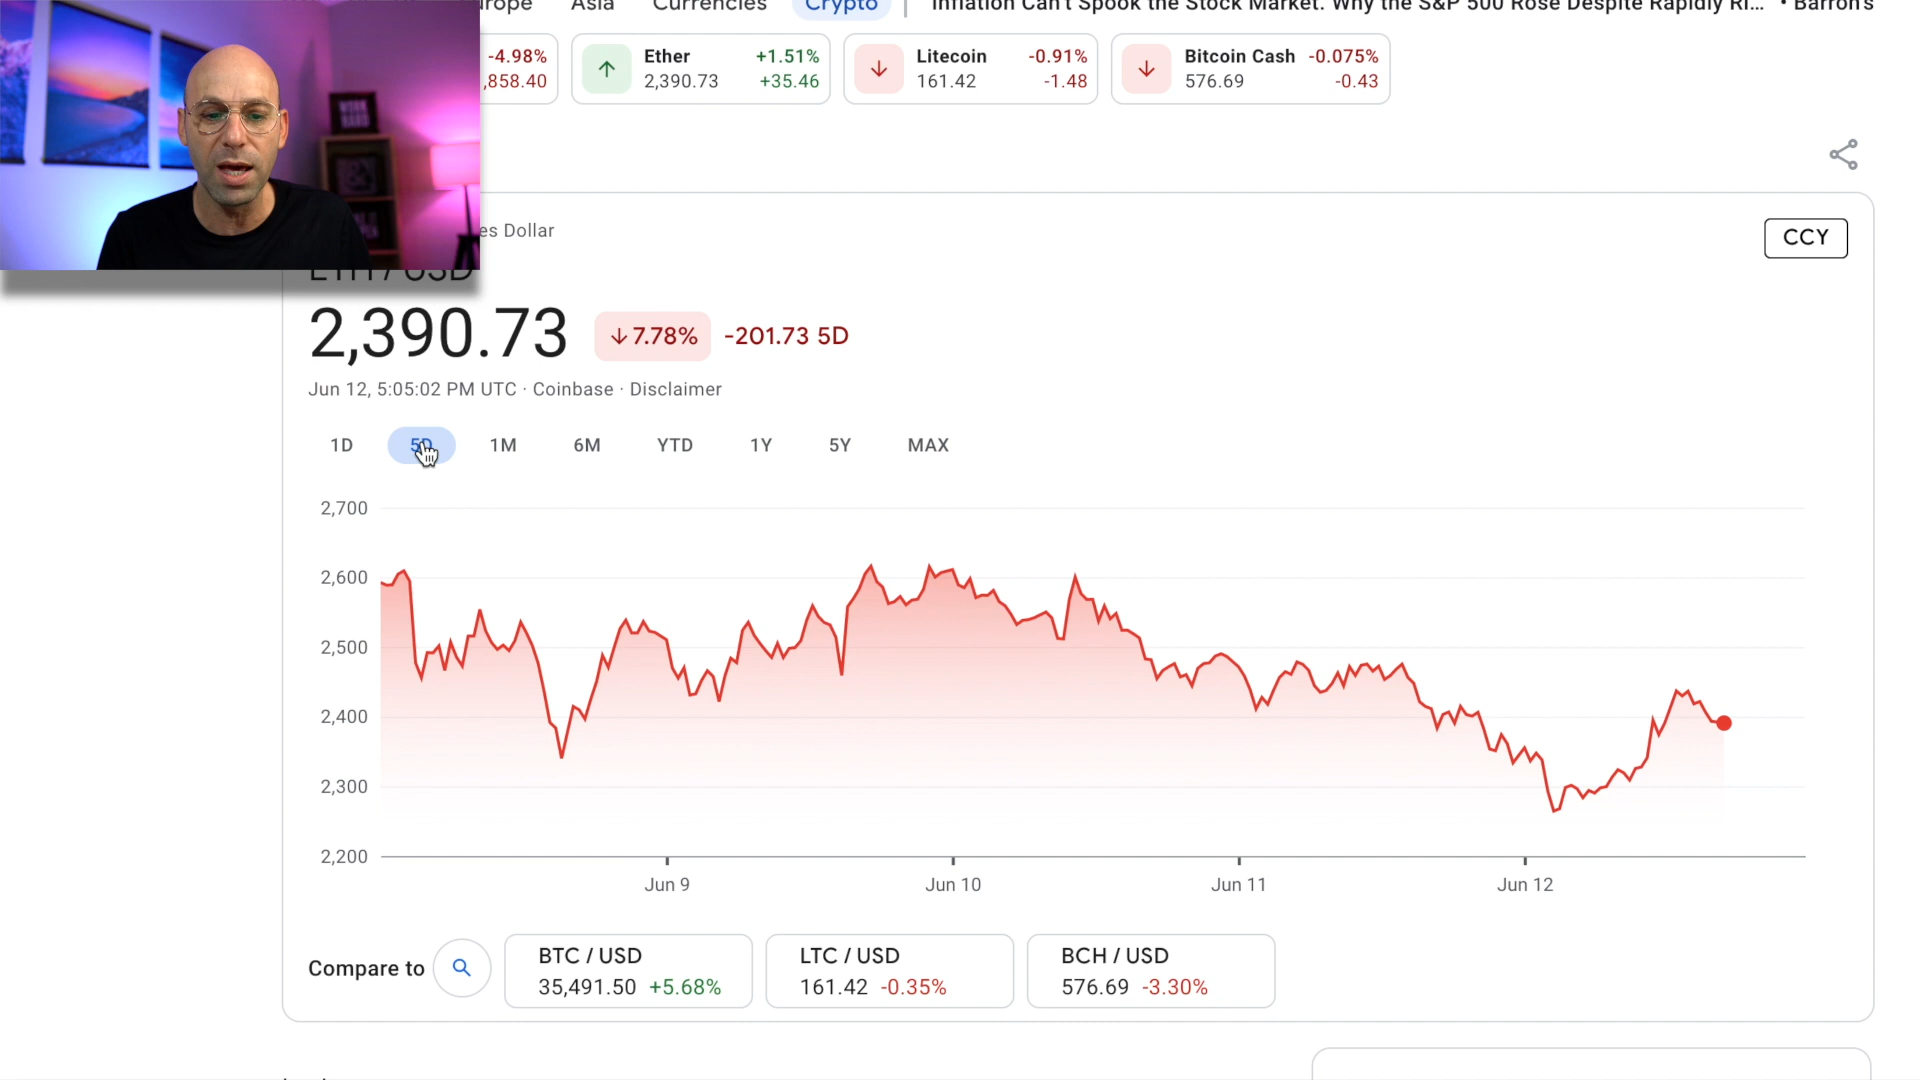 Asia Currencies Crypto Inflation Can't Spook the Stock Market. Why the S&P 500 Rose Despite Rapidly Ri... • Barron's
-4.98% Ether +1.51% Litecoin -0.91% Bitcoin Cash -0.075%
,858.40 2,390.73 +35.46 161.42 -1.48 576.69 -0.43
WORK
HARD
es Dollar CCY
ETH / USD
2,390.73 7.78% -201.73 5D
Jun 12, 5:05:02 PM UTC · Coinbase · Disclaimer
1D 5D 1M 6M YTD 1Y 5Y MAX
2,700
2,600
2,500
2,400
2,300
2,200
Jun 9 Jun 10 Jun 11 Jun 12
Compare to
BTC / USD LTC / USD BCH / USD
35,491.50 +5.68% 161.42 -0.35% 576.69 -3.30%